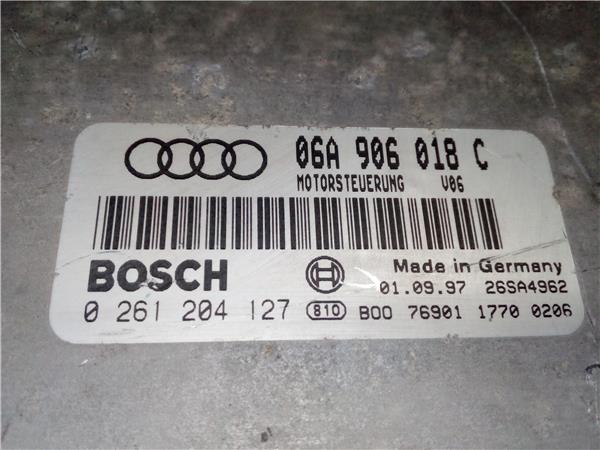 06A 906 018 C
MOTORSTEUERUNG V06
BOSCH
Made in Germany
01.09.97 26SA4962
0 261 204 127 810 B00 76901 1770 0206